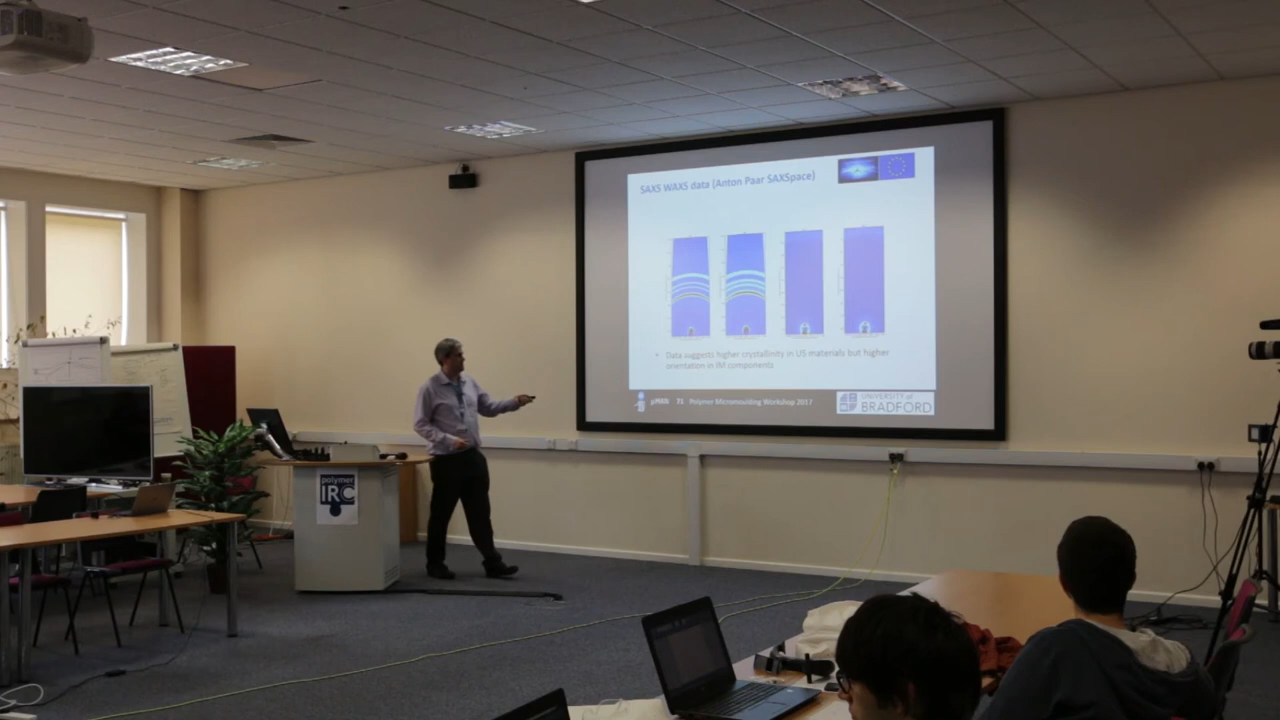 SAXS WAXS data (Anton Paar SAXSpace)
• Data suggests higher crystallinity in US materials but higher
orientation in IM components
71 Polymer Micromoulding Workshop 2017
UNIVERSITY OF
BRADFORD
polymer
IRC